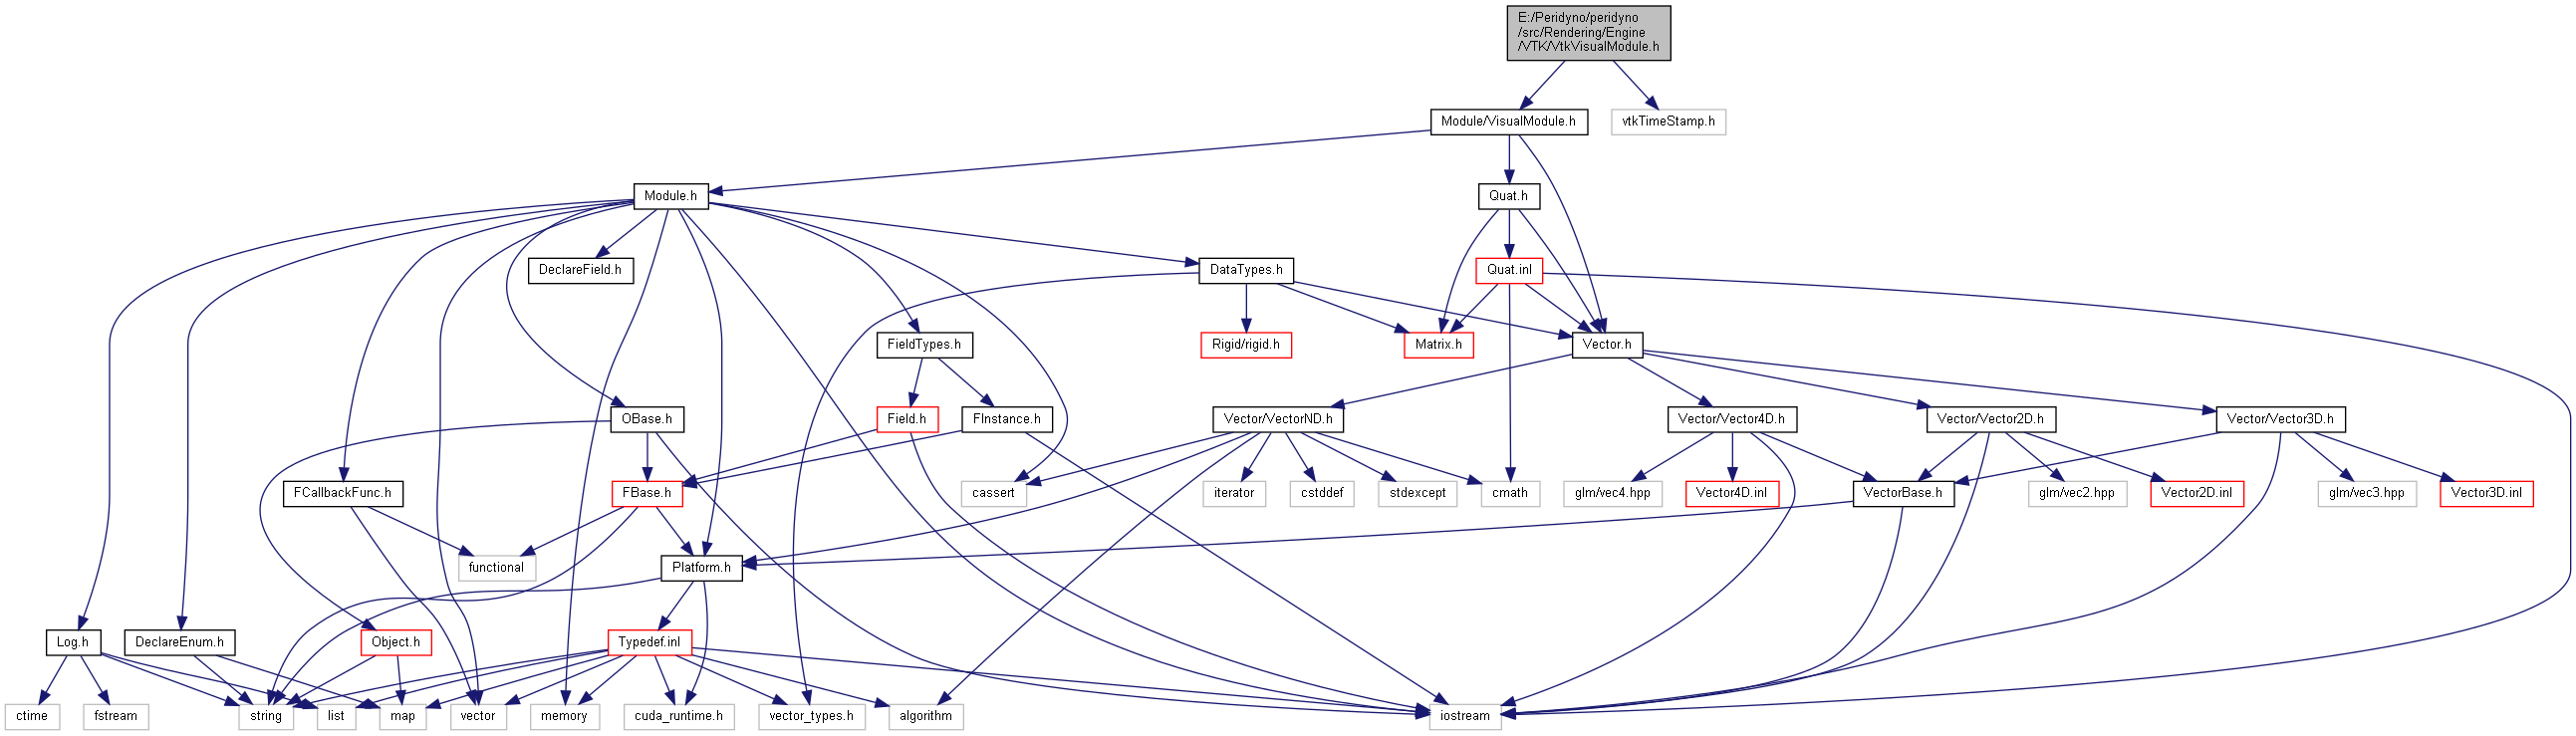 E:/Peridyno/peridyno
/src/Rendering/Engine
/VTK/VtkVisualModule.h
Module/VisualModule.h
vtkTimeStamp.h
Module.h
Quat.h
DeclareField.h
DataTypes.h
Quat.inl
FieldTypes.h
Rigid/rigid.h
Matrix.h
Vector.h
OBase.h
Field.h
FInstance.h
Vector/VectorND.h
Vector/Vector4D.h
Vector/Vector2D.h
Vector/Vector3D.h
FCallbackFunc.h
FBase.h
cassert
iterator
cstddef
stdexcept
cmath
glm/vec4.hpp
Vector4D.inl
VectorBase.h
glm/vec2.hpp
Vector2D.inl
glm/vec3.hpp
Vector3D.inl
functional
Platform.h
Log.h
DeclareEnum.h
Object.h
Typedef.inl
ctime
fstream
string
list
map
vector
memory
cuda_runtime.h
vector_types.h
algorithm
iostream